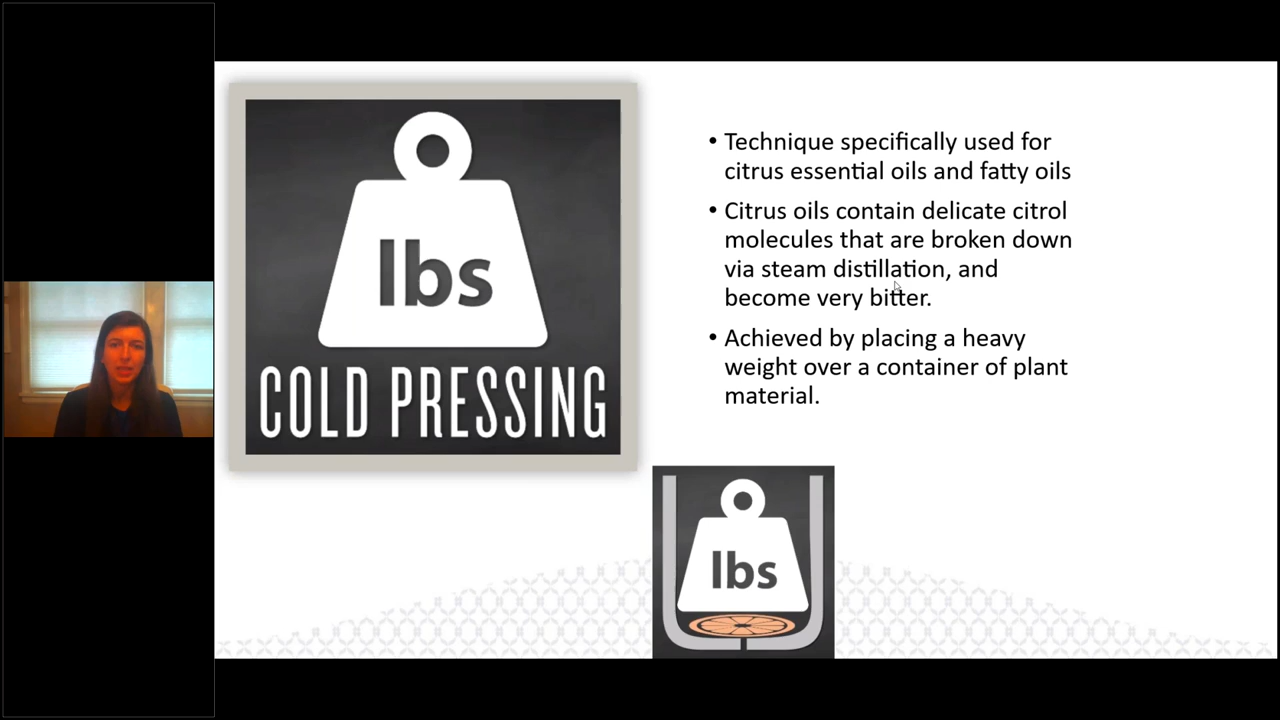 lbs
COLD PRESSING
• Technique specifically used for
citrus essential oils and fatty oils
• Citrus oils contain delicate citrol
molecules that are broken down
via steam distillation, and
become very bitter.
• Achieved by placing a heavy
weight over a container of plant
material.
lbs